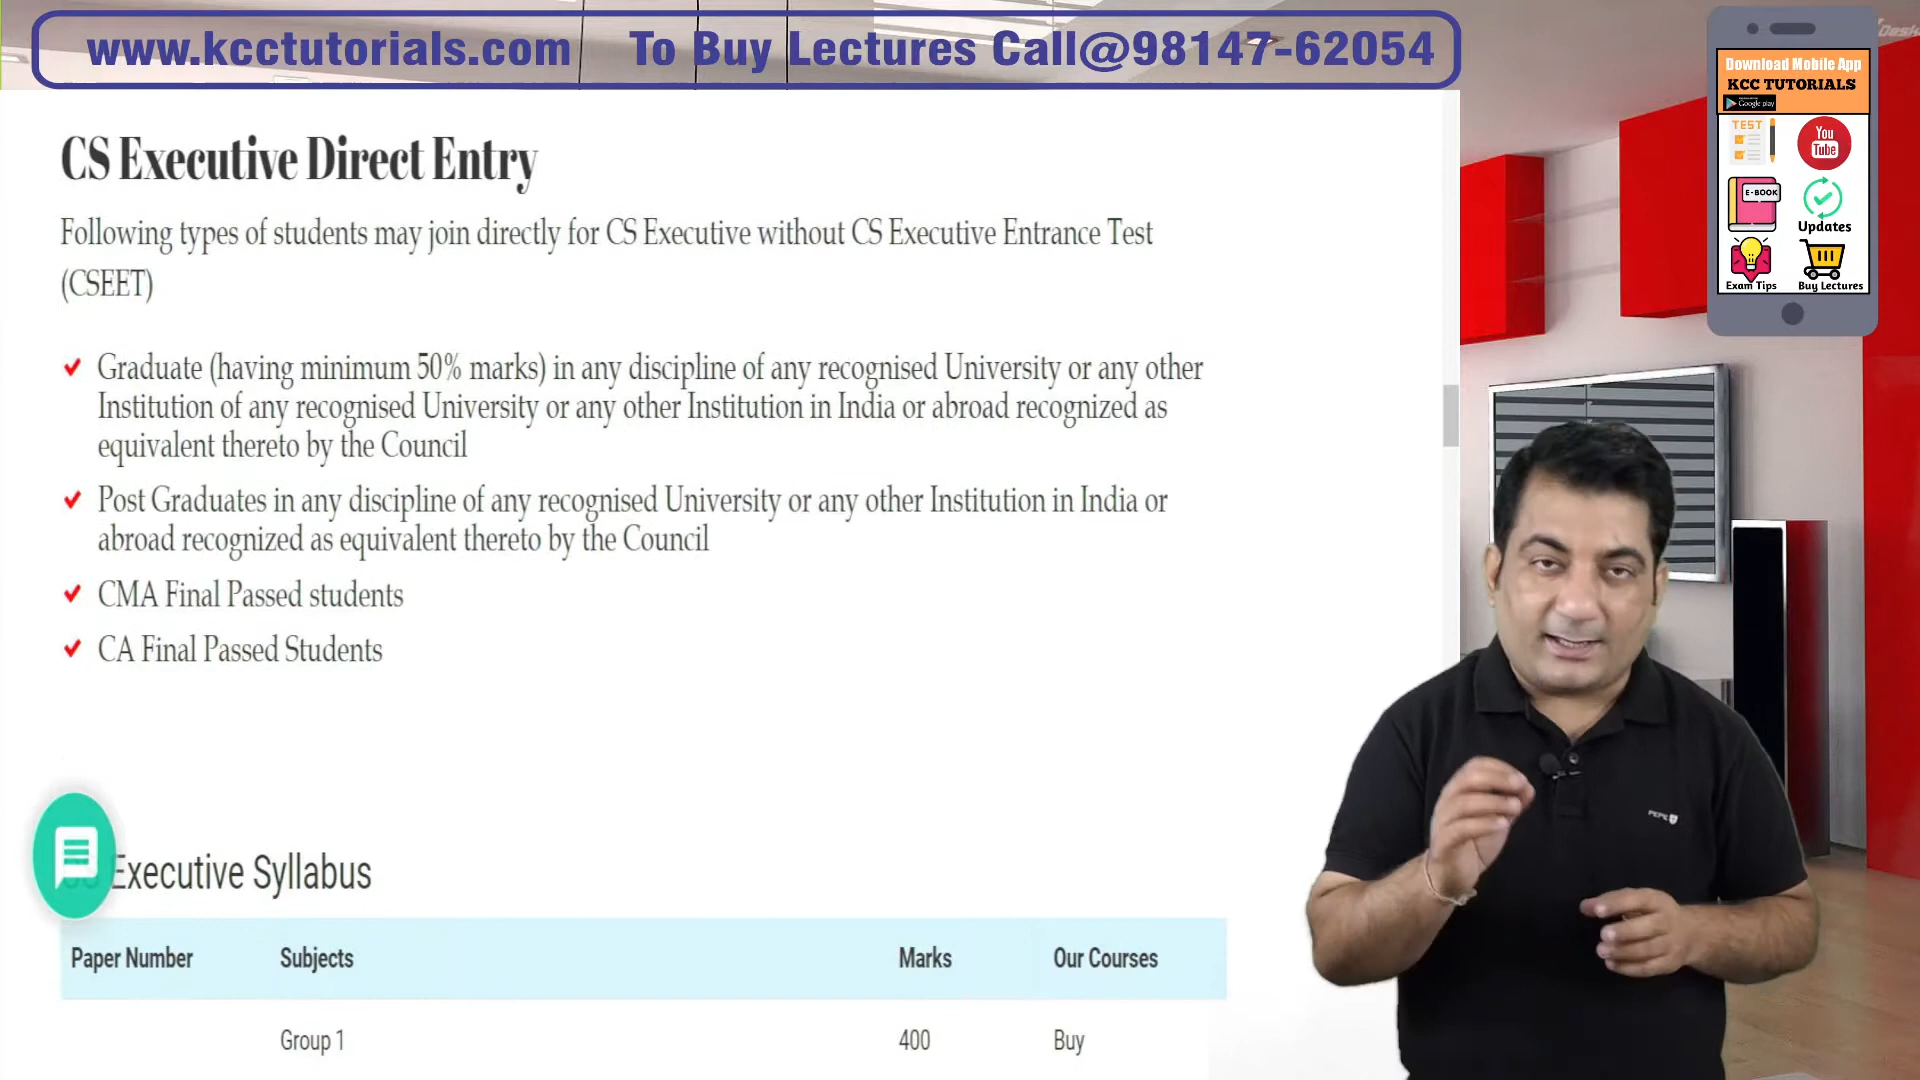 www.kcctutorials.com To Buy Lectures Call@98147-62054
Desk
Download Mobile App
KCC TUTORIALS
Google play
TEST
You
Tube
E-BOOK
Updates
Exam Tips
Buy Lectures
CS Executive Direct Entry
Following types of students may join directly for CS Executive without CS Executive Entrance Test
(CSEET)
Graduate (having minimum 50% marks) in any discipline of any recognised University or any other
Institution of any recognised University or any other Institution in India or abroad recognized as
equivalent thereto by the Council
Post Graduates in any discipline of any recognised University or any other Institution in India or
abroad recognized as equivalent thereto by the Council
CMA Final Passed students
CA Final Passed Students
Executive Syllabus
Paper Number Subjects Marks Our Courses
Group 1 400 Buy
PEPE